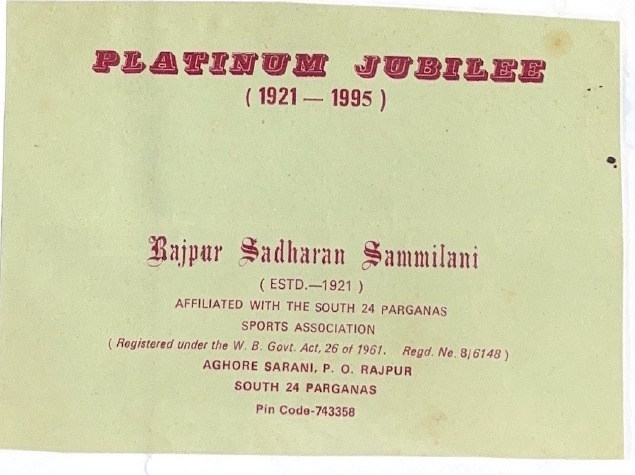 PLATINUM JUBILEE
( 1921 — 1995 )
Rajpur Sadharan Sammilani
( ESTD.—1921 )
AFFILIATED WITH THE SOUTH 24 PARGANAS
SPORTS ASSOCIATION
( Registered under the W. B. Govt. Act, 26 of 1961. Regd. No. 8/6148 )
AGHORE SARANI, P. O. RAJPUR
SOUTH 24 PARGANAS
Pin Code-743358